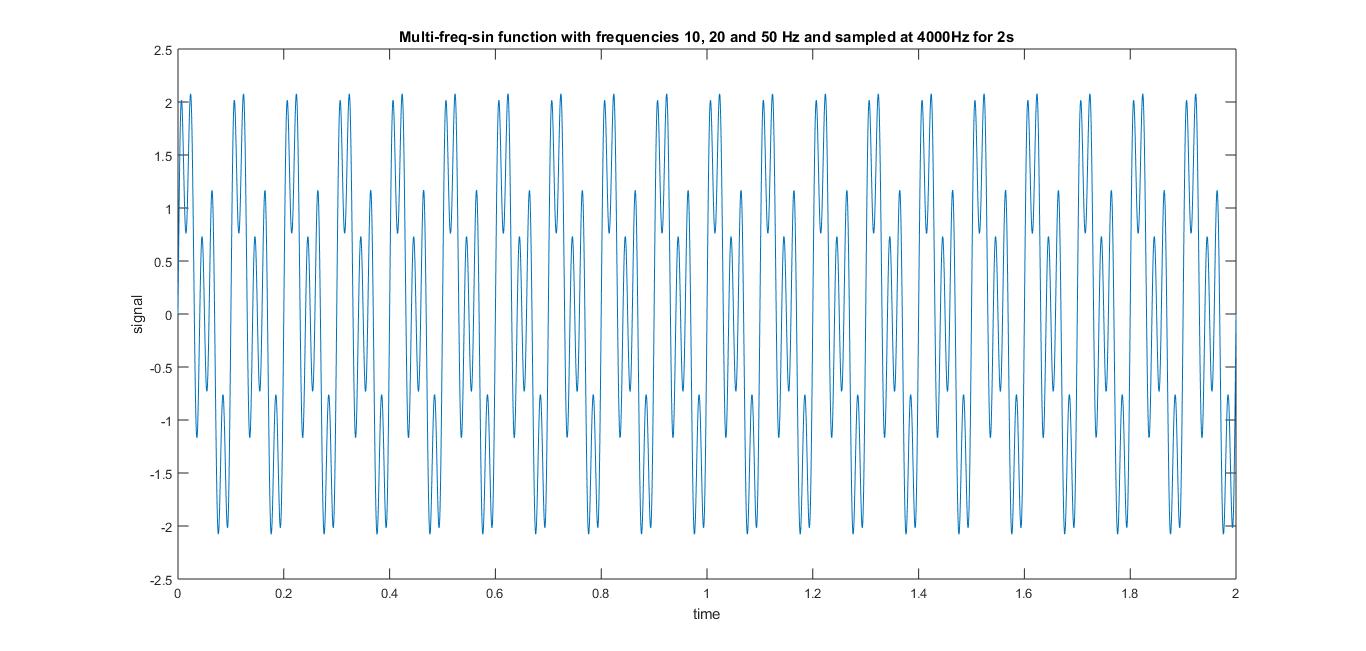 Multi-freq-sin function with frequencies 10, 20 and 50 Hz and sampled at 4000Hz for 2s
2.5
2
1.5
1
0.5
0
-0.5
-1
-1.5
-2
-2.5
signal
0 0.2 0.4 0.6 0.8 1 1.2 1.4 1.6 1.8 2
time